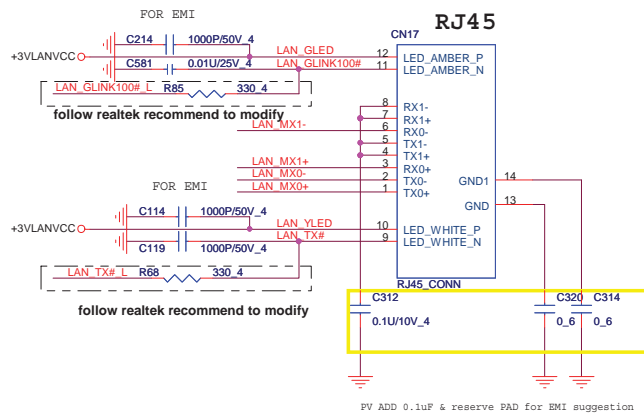 FOR EMI
RJ45
C214 1000P/50V_4
CN17
+3VLANVCC
LAN_GLED
12 LED_AMBER_P
C581 0.01U/25V_4
LAN_GLINK100#
11 LED_AMBER_N
LAN_GLINK100#_L R85 330_4
follow realtek recommend to modify
8 RX1-
7 RX1+
LAN_MX1- 6 RX0-
5 TX1-
4 TX1+
LAN_MX1+ 3 RX0+
LAN_MX0- 2 TX0-
LAN_MX0+ 1 TX0+
GND1 14
GND 13
FOR EMI
C114 1000P/50V_4
+3VLANVCC
LAN_YLED
10 LED_WHITE_P
C119 1000P/50V_4
LAN_TX#
9 LED_WHITE_N
LAN_TX#_L R68 330_4
RJ45_CONN
follow realtek recommend to modify
C312
0.1U/10V_4
C320
0_6
C314
0_6
PV ADD 0.1uF & reserve PAD for EMI suggestion